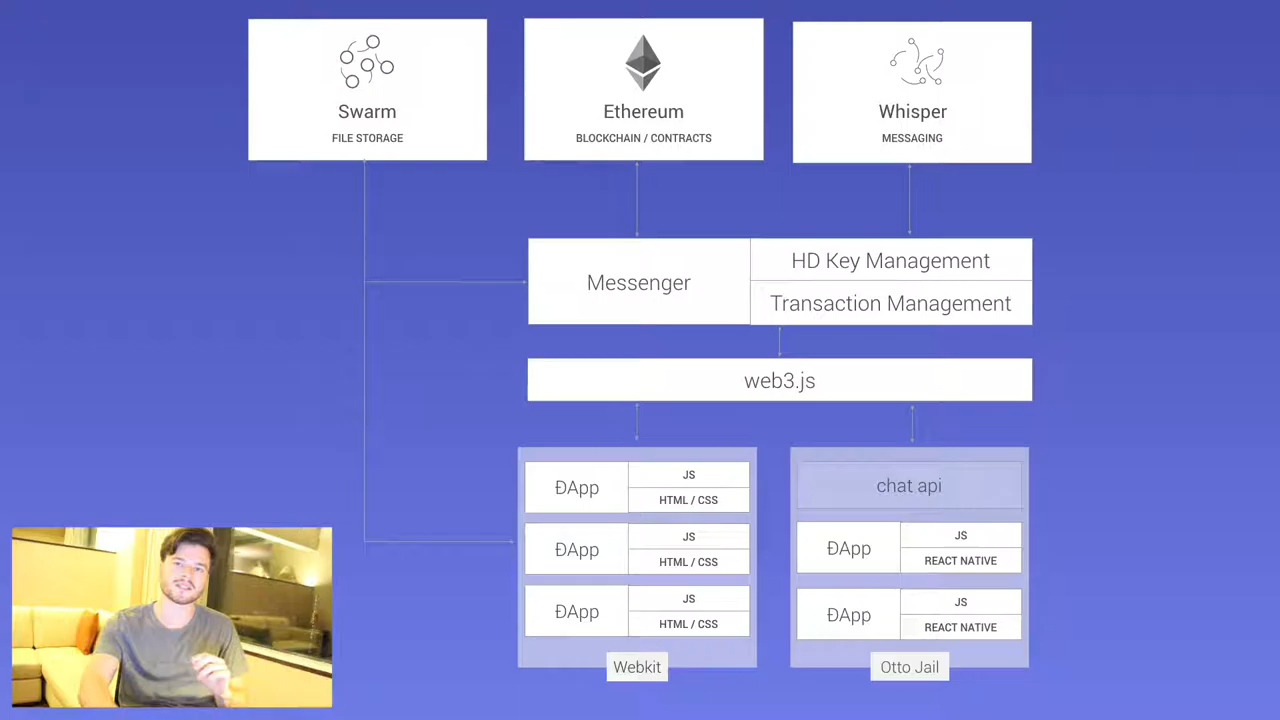 Swarm
FILE STORAGE
Ethereum
BLOCKCHAIN / CONTRACTS
Whisper
MESSAGING
Messenger
HD Key Management
Transaction Management
web3.js
ĐApp
JS
HTML / CSS
ĐApp
JS
HTML / CSS
ĐApp
JS
HTML / CSS
Webkit
chat api
ĐApp
JS
REACT NATIVE
ĐApp
JS
REACT NATIVE
Otto Jail